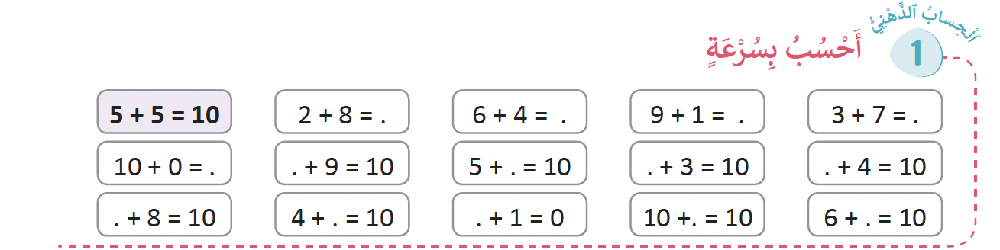 اَلْحِسابُ ٱلذِّهْنِيُّ
1
أَحْسُبُ بِسُرْعَةٍ
5 + 5 = 10 2 + 8 = . 6 + 4 = . 9 + 1 = . 3 + 7 = .
10 + 0 = . . + 9 = 10 5 + . = 10 . + 3 = 10 . + 4 = 10
. + 8 = 10 4 + . = 10 . + 1 = 0 10 +. = 10 6 + . = 10